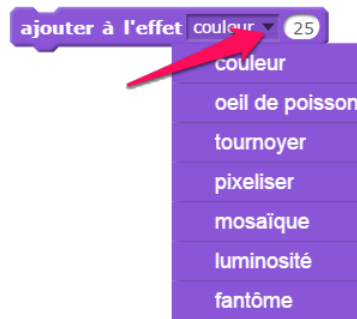 ajouter à l'effet couleur 25
couleur
oeil de poisson
tournoyer
pixeliser
mosaïque
luminosité
fantôme